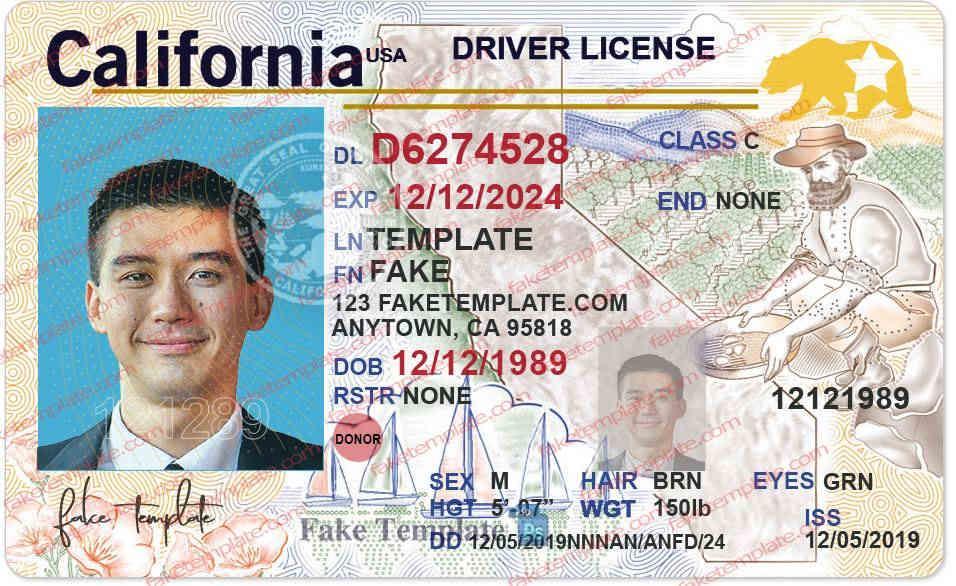 California USA DRIVER LICENSE
DL D6274528 CLASS C
EXP 12/12/2024 END NONE
LN TEMPLATE
FN FAKE
123 FAKETEMPLATE.COM
ANYTOWN, CA 95818
DOB 12/12/1989
RSTR NONE
12121989
DONOR
SEX M HAIR BRN EYES GRN
HGT 5'-07" WGT 150lb
ISS
DD 12/05/2019NNNAN/ANFD/24 12/05/2019
fake template
Fake Template
Ps
faketemplate.com